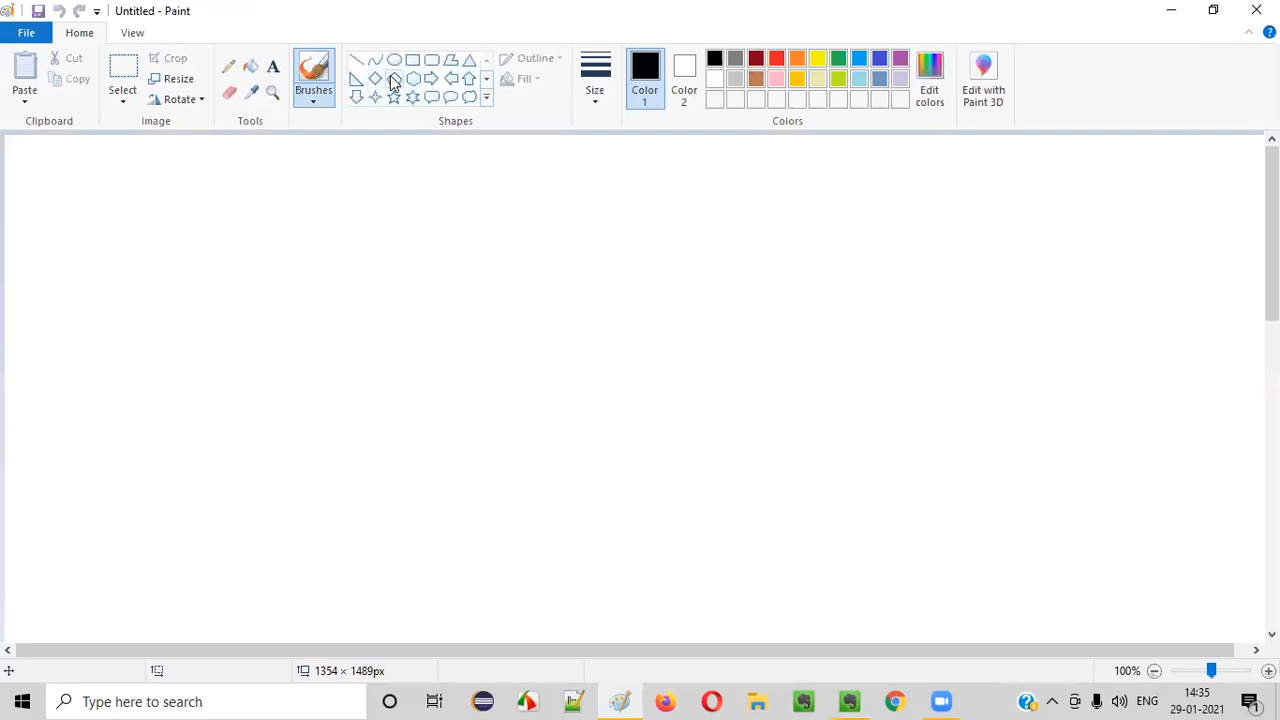 Untitled - Paint
File Home View
Cut
Copy
Paste
Clipboard
Crop
Resize
Rotate
Select
Image
A
Tools
Brushes
Outline
Fill
Shapes
Size
Color 1
Color 2
Edit colors
Colors
Edit with Paint 3D
1354 × 1489px 100%
Type here to search
ENG
14:35
29-01-2021